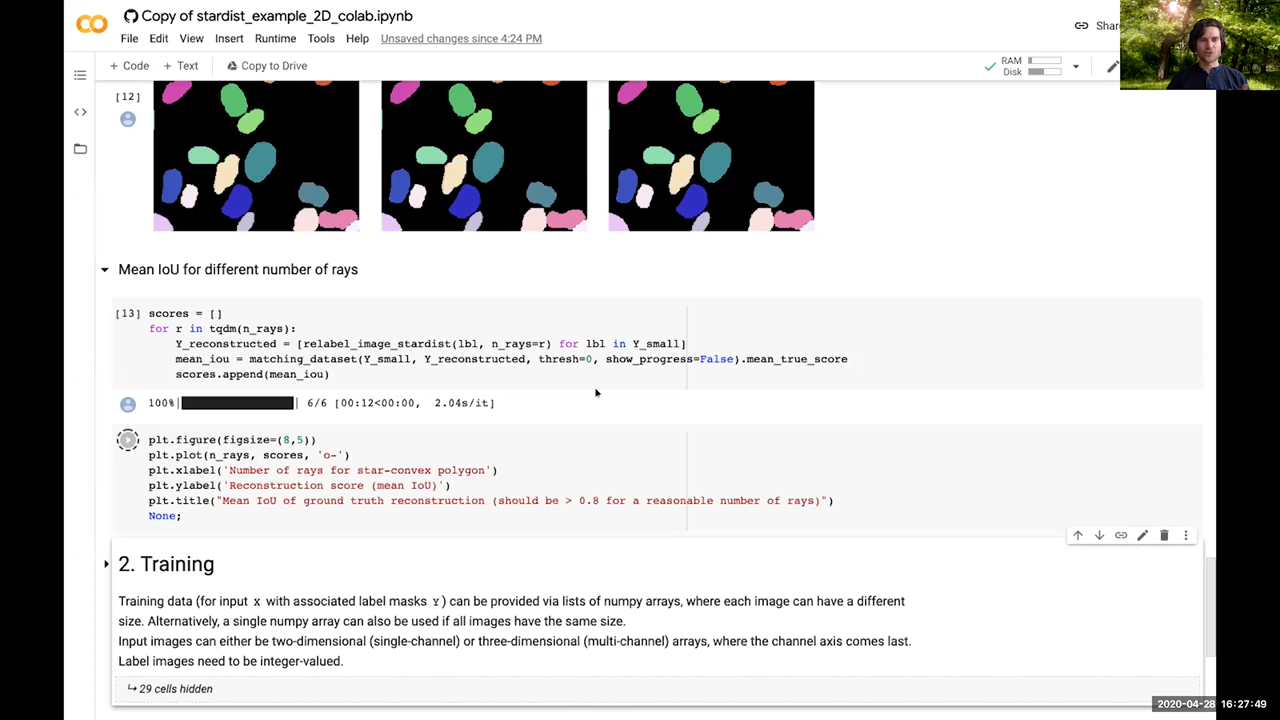 Copy of stardist_example_2D_colab.ipynb
File Edit View Insert Runtime Tools Help Unsaved changes since 4:24 PM
Shar
+ Code + Text Copy to Drive
RAM
Disk
[12]
Mean IoU for different number of rays
[13] scores = []
for r in tqdm(n_rays):
Y_reconstructed = [relabel_image_stardist(lbl, n_rays=r) for lbl in Y_small]
mean_iou = matching_dataset(Y_small, Y_reconstructed, thresh=0, show_progress=False).mean_true_score
scores.append(mean_iou)
100%| | 6/6 [00:12<00:00, 2.04s/it]
plt.figure(figsize=(8,5))
plt.plot(n_rays, scores, 'o-')
plt.xlabel('Number of rays for star-convex polygon')
plt.ylabel('Reconstruction score (mean IoU)')
plt.title("Mean IoU of ground truth reconstruction (should be > 0.8 for a reasonable number of rays)")
None;
2. Training
Training data (for input X with associated label masks Y) can be provided via lists of numpy arrays, where each image can have a different
size. Alternatively, a single numpy array can also be used if all images have the same size.
Input images can either be two-dimensional (single-channel) or three-dimensional (multi-channel) arrays, where the channel axis comes last.
Label images need to be integer-valued.
29 cells hidden
2020-04-28 16:27:49